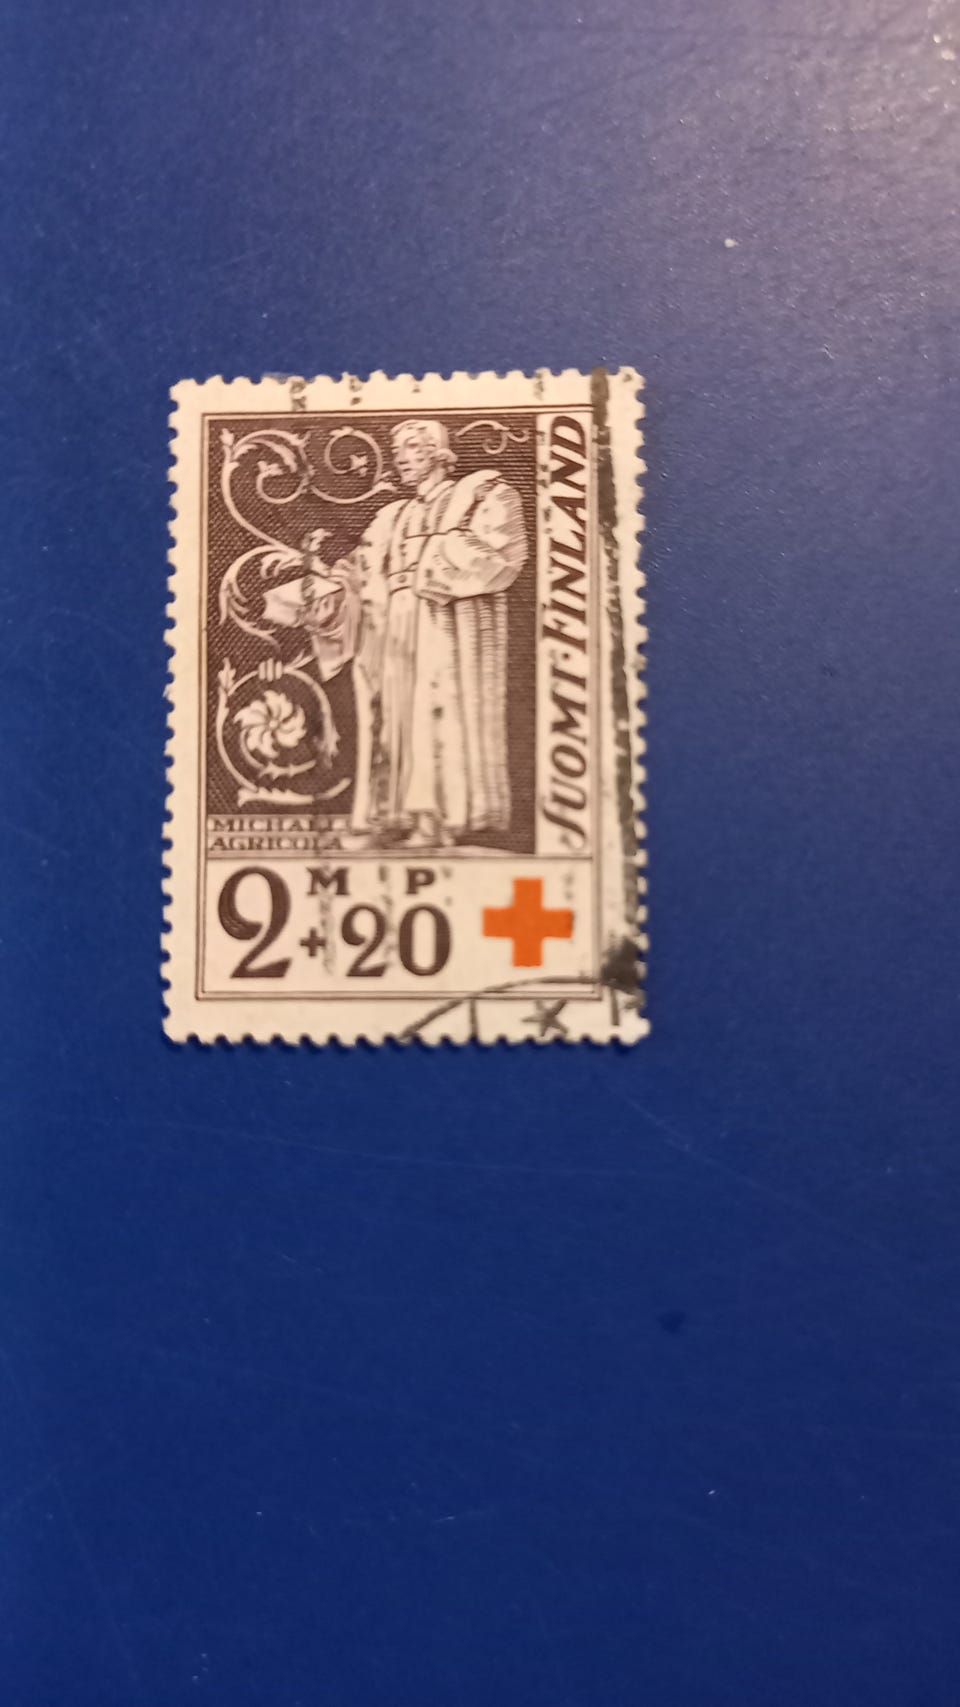 SUOMI·FINLAND
MICHAEL
AGRICOLA
2 M + 20 P